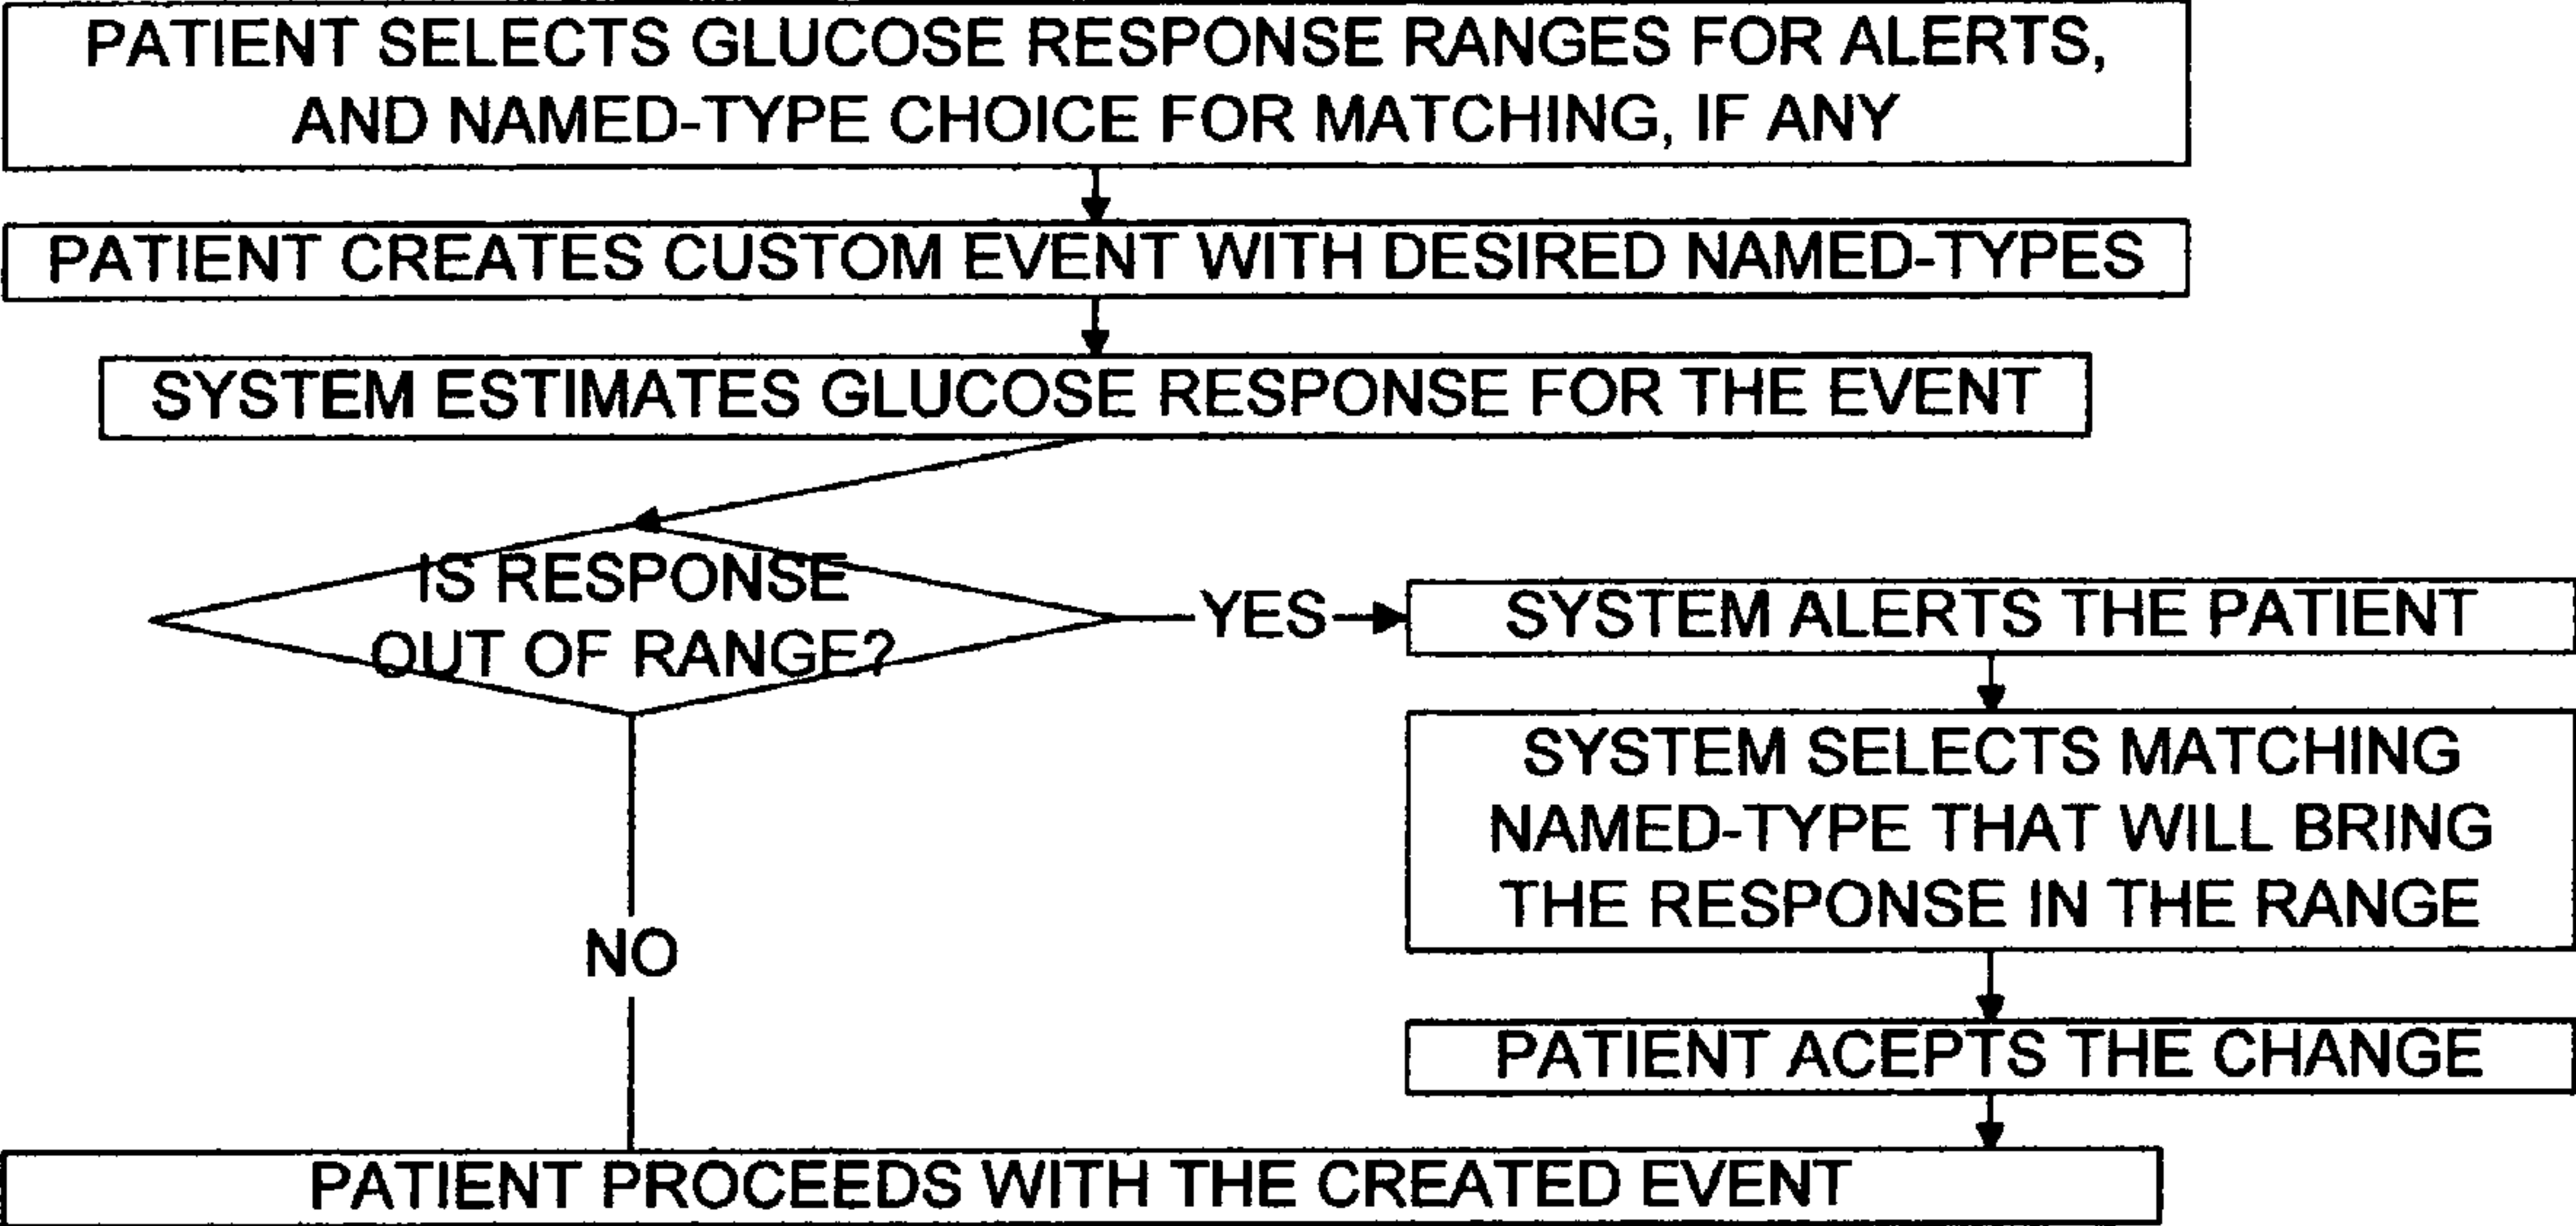 PATIENT SELECTS GLUCOSE RESPONSE RANGES FOR ALERTS,
AND NAMED-TYPE CHOICE FOR MATCHING, IF ANY
PATIENT CREATES CUSTOM EVENT WITH DESIRED NAMED-TYPES
SYSTEM ESTIMATES GLUCOSE RESPONSE FOR THE EVENT
IS RESPONSE
OUT OF RANGE?
YES
SYSTEM ALERTS THE PATIENT
SYSTEM SELECTS MATCHING
NAMED-TYPE THAT WILL BRING
THE RESPONSE IN THE RANGE
NO
PATIENT ACEPTS THE CHANGE
PATIENT PROCEEDS WITH THE CREATED EVENT